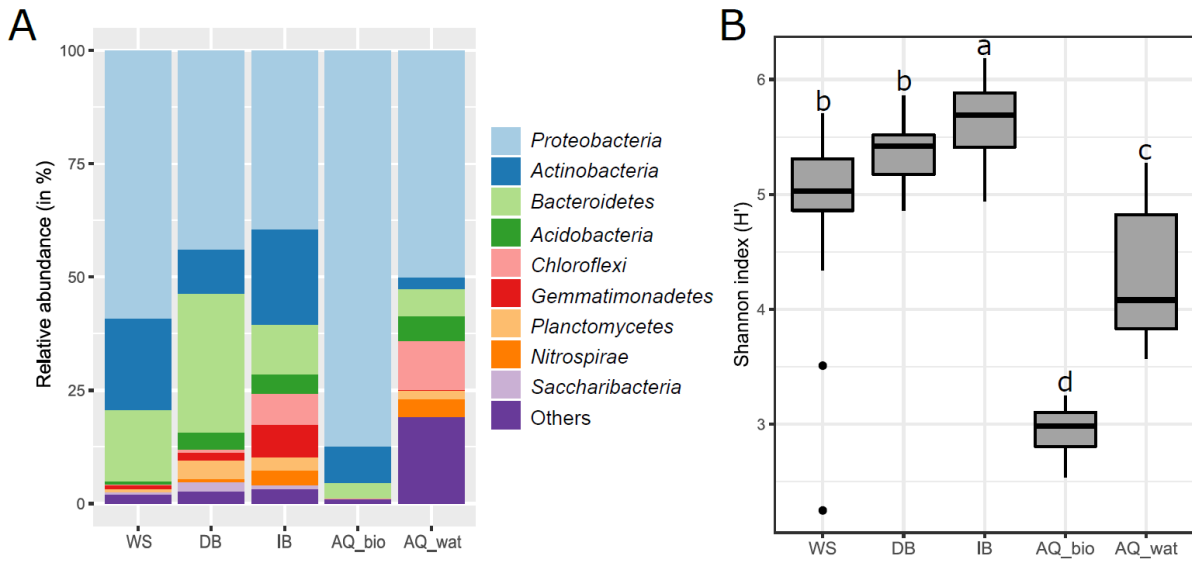 A
Relative abundance (in %)
100
75
50
25
0
WS DB IB AQ_bio AQ_wat
Proteobacteria
Actinobacteria
Bacteroidetes
Acidobacteria
Chloroflexi
Gemmatimonadetes
Planctomycetes
Nitrospirae
Saccharibacteria
Others
B
Shannon index (H')
6
5
4
3
b b a d c
WS DB IB AQ_bio AQ_wat